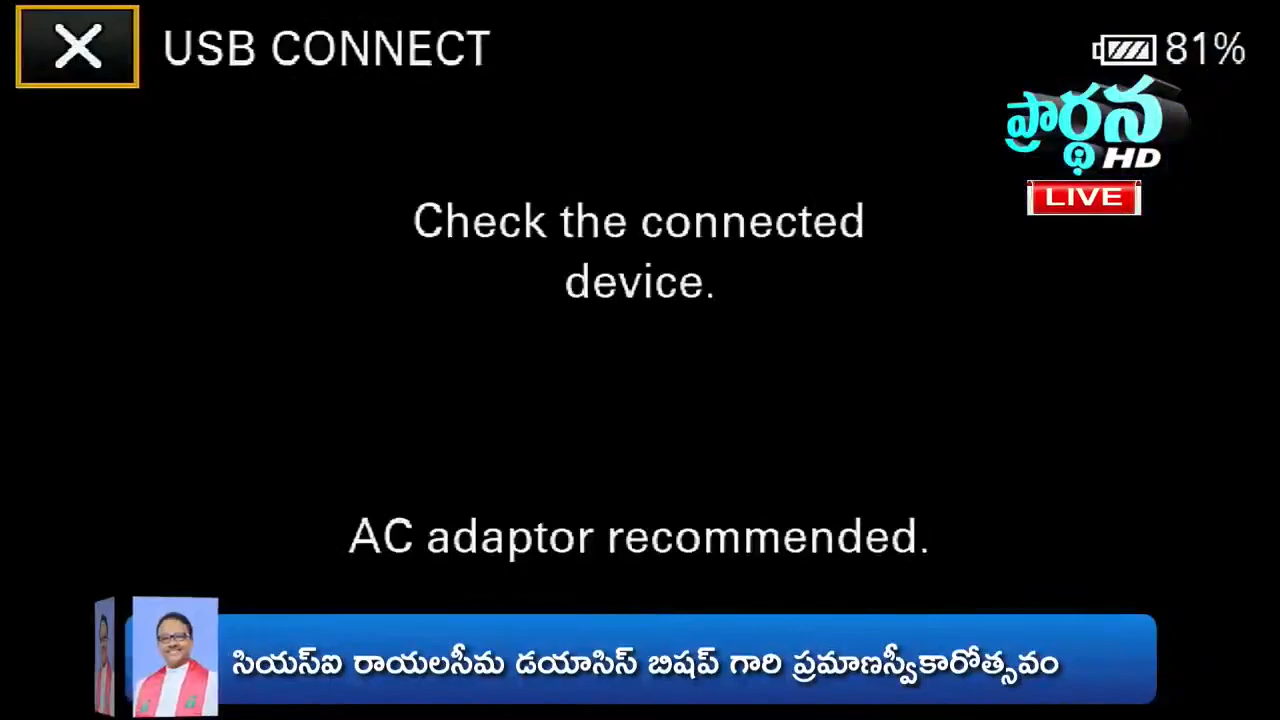 USB CONNECT
81%
ప్రార్థన
HD
LIVE
Check the connected
device.
AC adaptor recommended.
సియస్ఐ రాయలసీమ డయాసిస్ బిషప్ గారి ప్రమాణస్వీకారోత్సవం